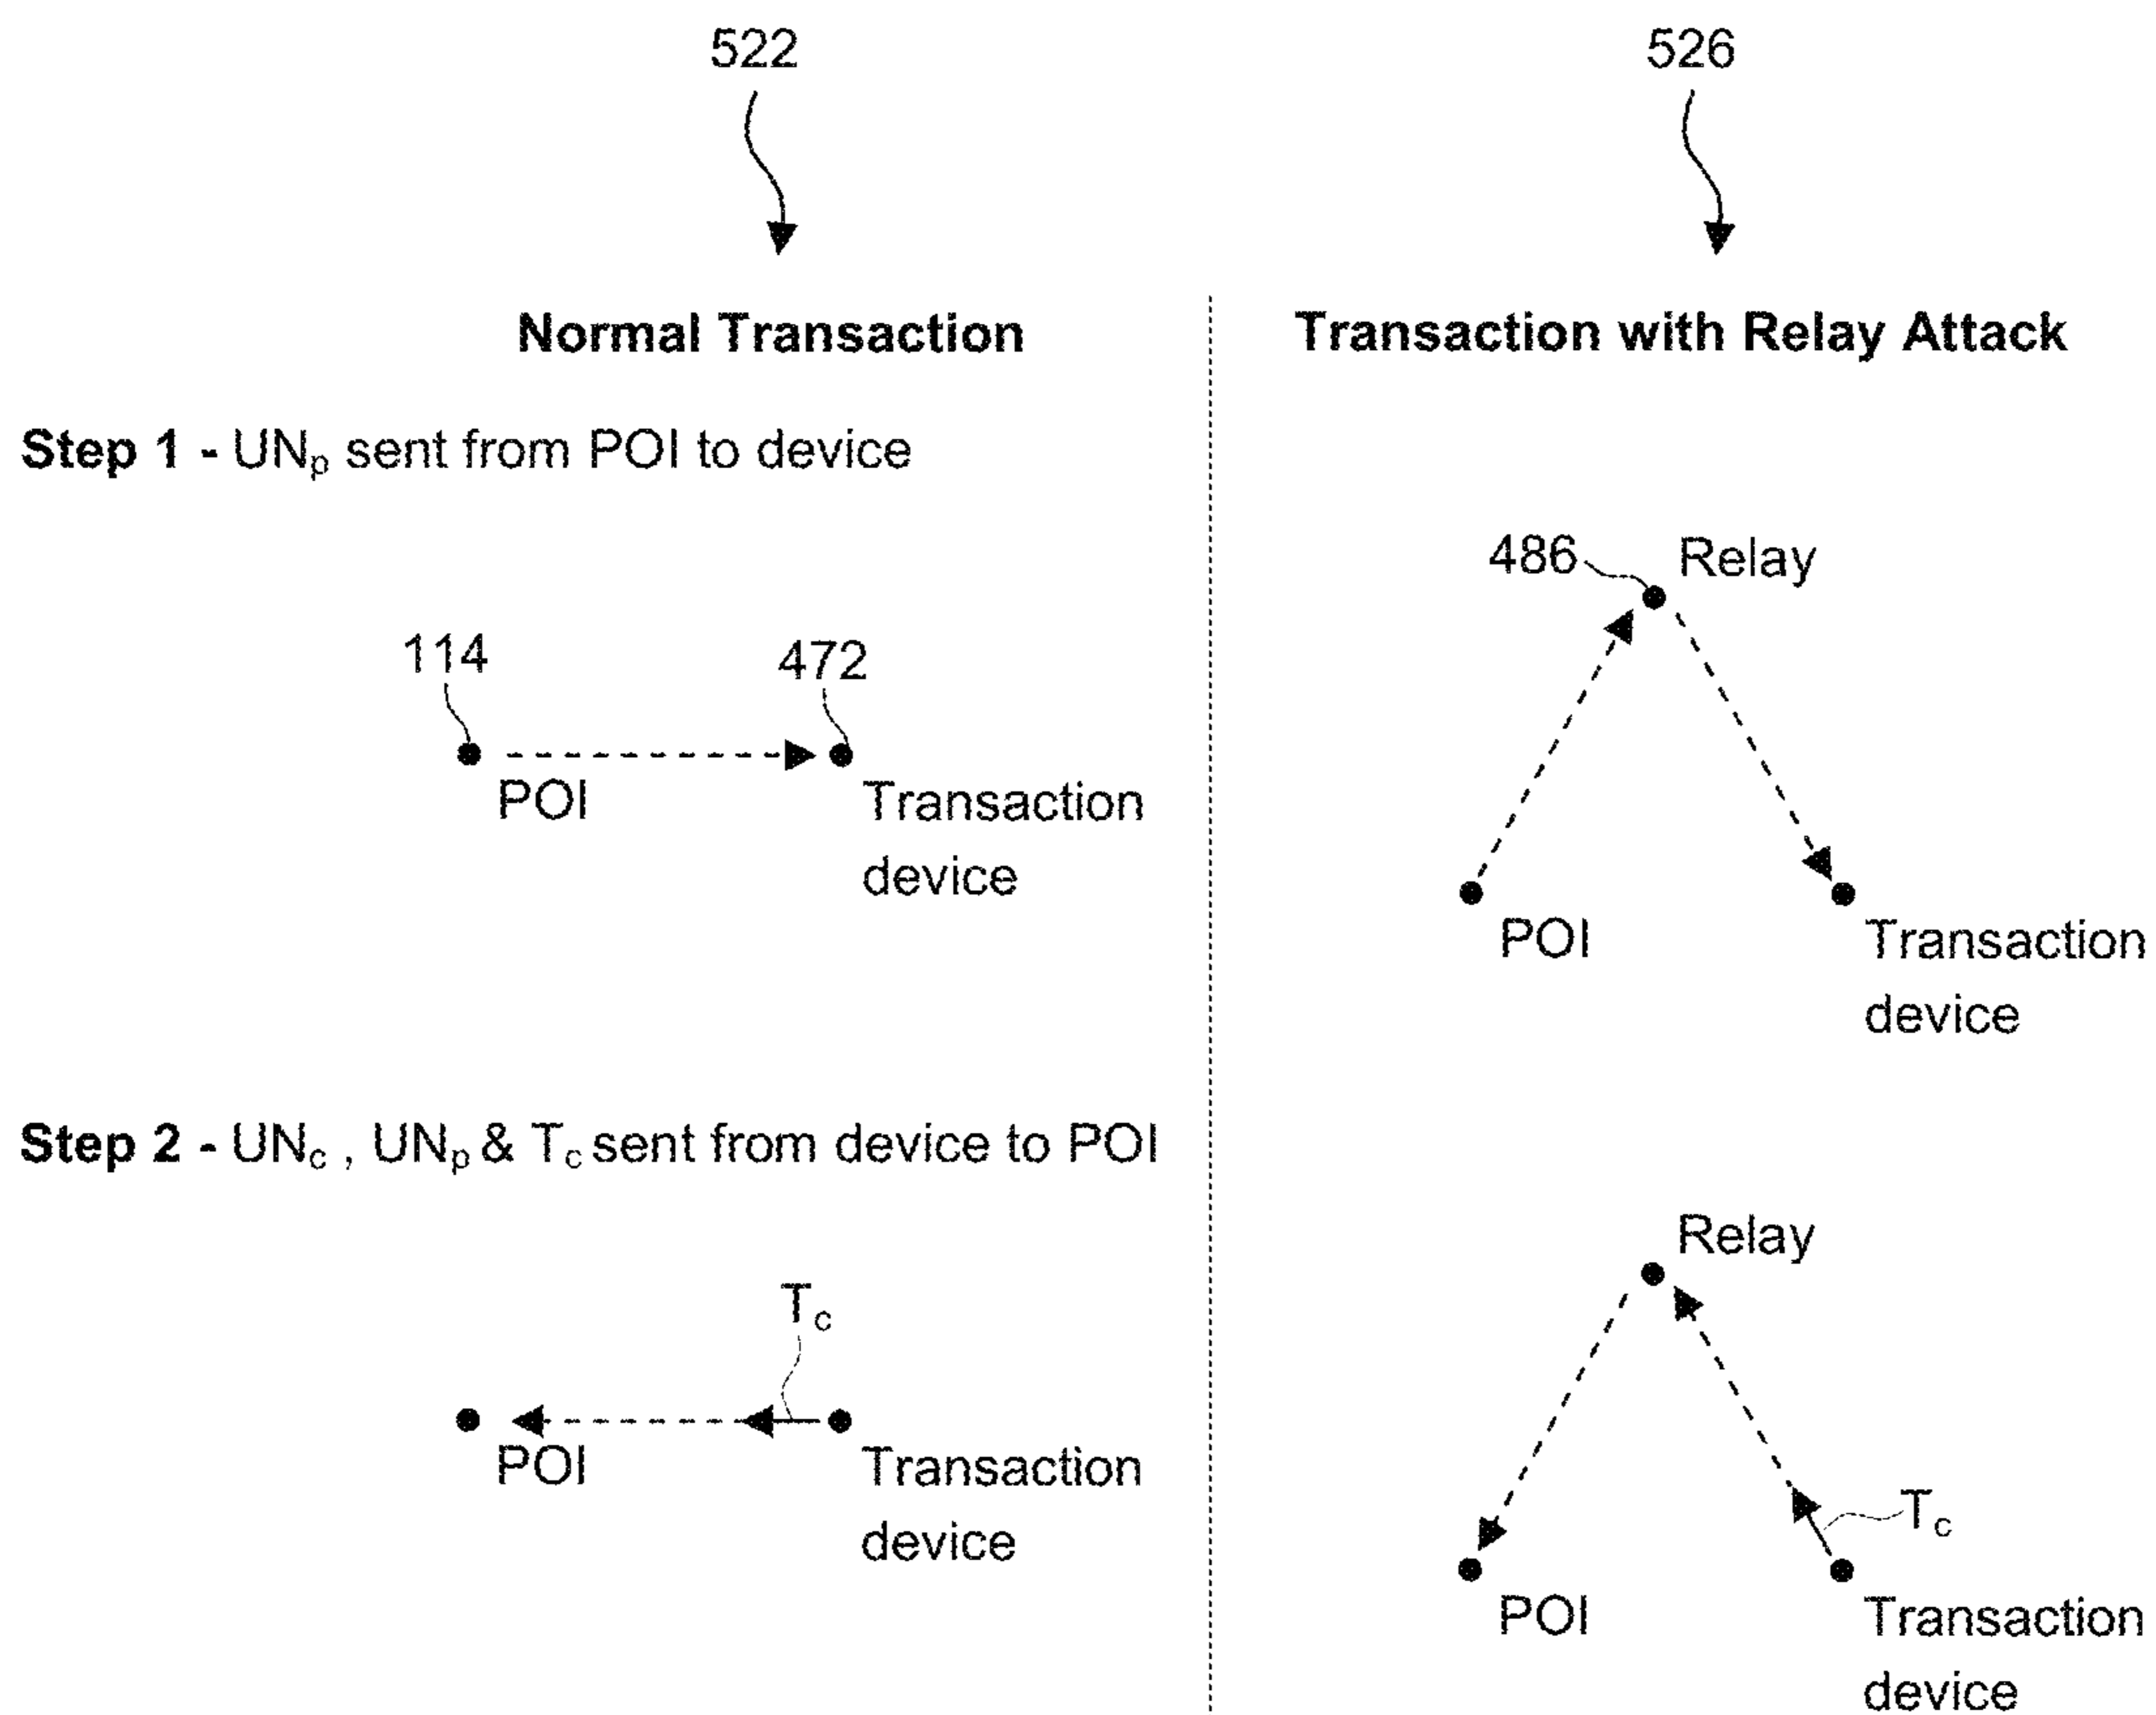 522
526
Normal Transaction
Transaction with Relay Attack
Step 1 - UNp sent from POI to device
486
Relay
114
472
POI
Transaction
device
POI
Transaction
device
Step 2 - UNc , UNp & Tc sent from device to POI
Relay
Tc
POI
Transaction
device
Tc
POI
Transaction
device